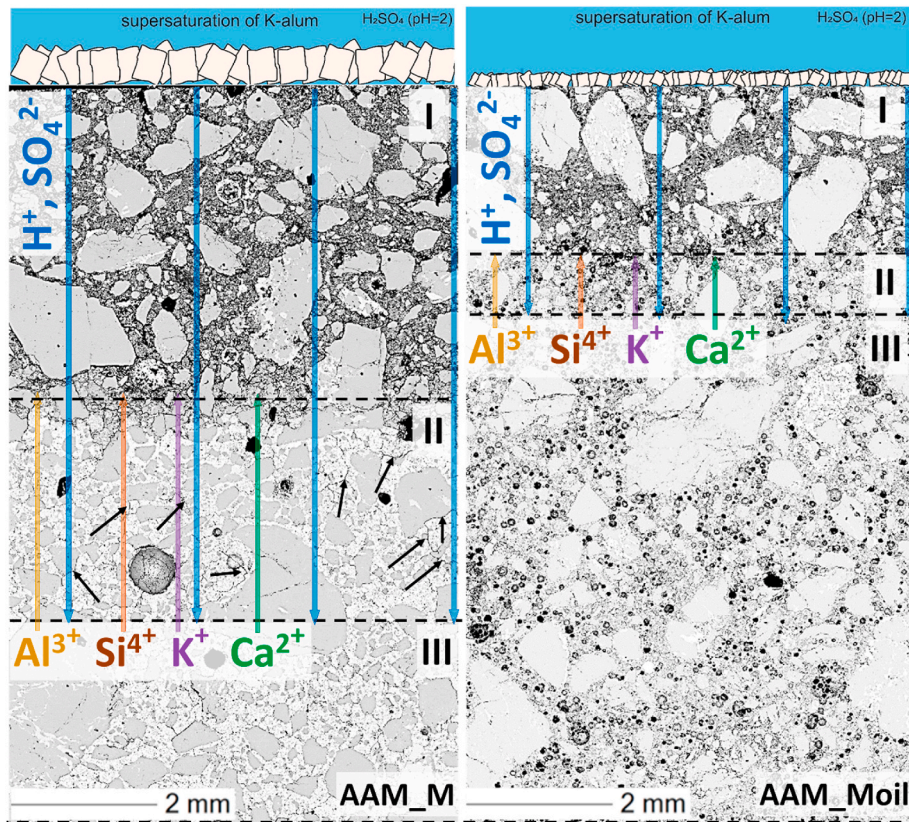 supersaturation of K-alum H₂SO₄ (pH=2)
I
H⁺, SO₄²⁻
II
Al³⁺ Si⁴⁺ K⁺ Ca²⁺ III
2 mm AAM_M
supersaturation of K-alum H₂SO₄ (pH=2)
I
H⁺, SO₄²⁻
II
Al³⁺ Si⁴⁺ K⁺ Ca²⁺ III
2 mm AAM_Moil